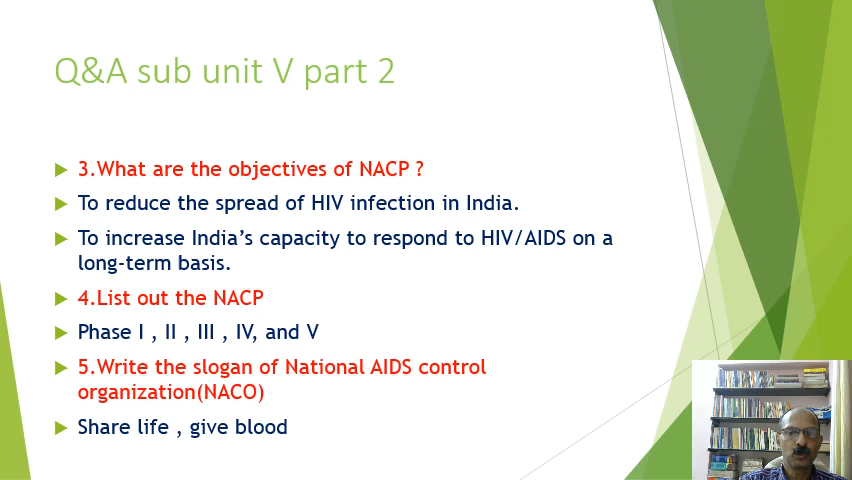 Q&A sub unit V part 2
3.What are the objectives of NACP ?
To reduce the spread of HIV infection in India.
To increase India’s capacity to respond to HIV/AIDS on a
long-term basis.
4.List out the NACP
Phase I , II , III , IV, and V
5.Write the slogan of National AIDS control
organization(NACO)
Share life , give blood